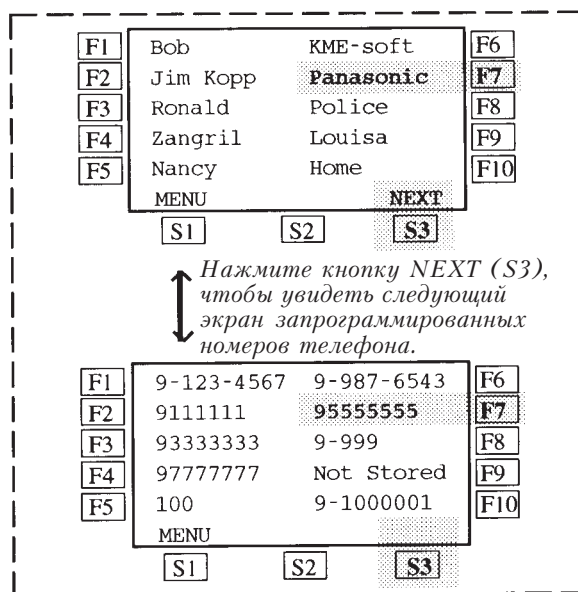 F1 Bob KME-soft F6
F2 Jim Kopp Panasonic F7
F3 Ronald Police F8
F4 Zangril Louisa F9
F5 Nancy Home F10
MENU NEXT
S1 S2 S3
Нажмите кнопку NEXT (S3),
чтобы увидеть следующий
экран запрограммированных
номеров телефона.
F1 9-123-4567 9-987-6543 F6
F2 9111111 95555555 F7
F3 93333333 9-999 F8
F4 97777777 Not Stored F9
F5 100 9-1000001 F10
MENU
S1 S2 S3